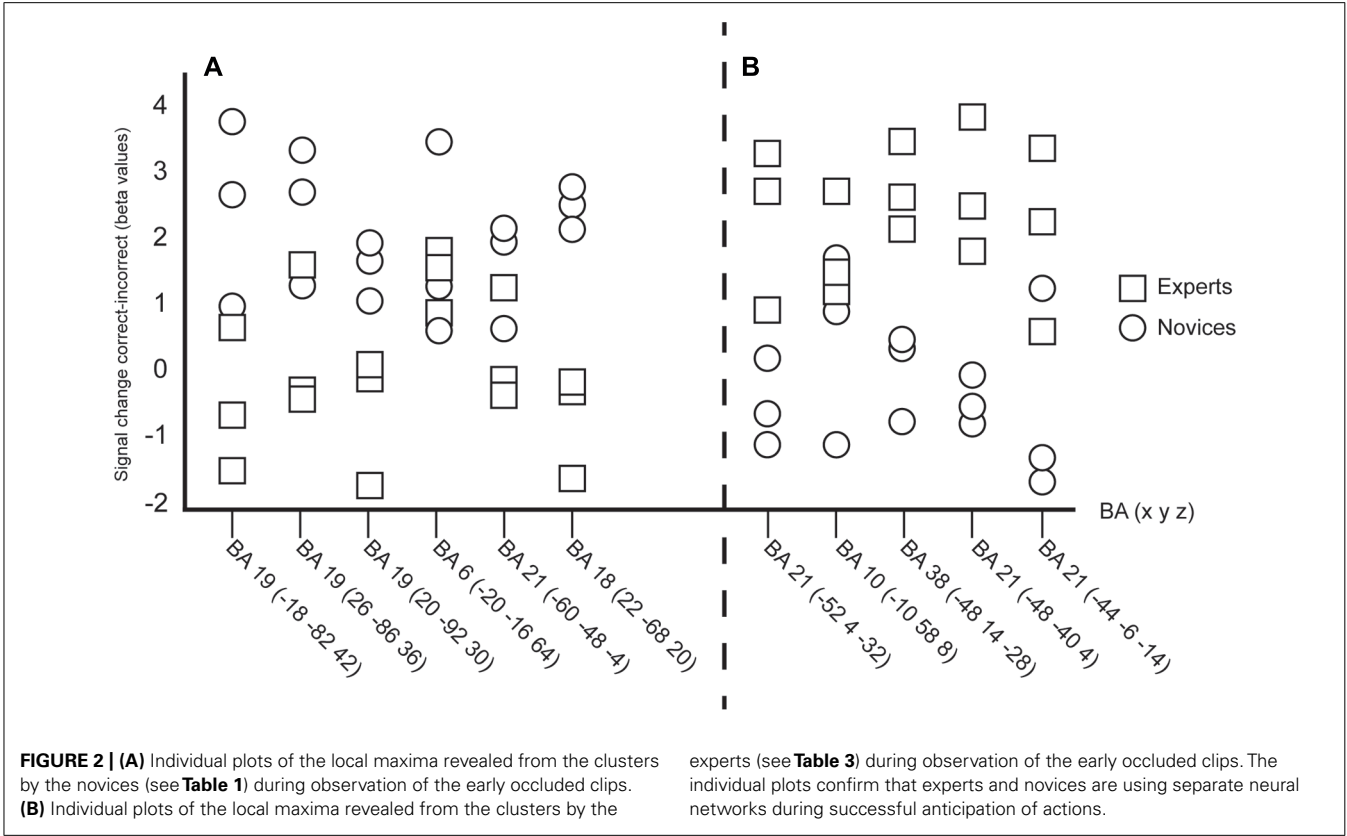 A
B
4
3
2
1
0
-1
-2
Signal change correct-incorrect (beta values)
Experts
Novices
BA (x y z)
BA 19 (-18 -82 42)
BA 19 (26 -86 36)
BA 19 (20 -92 30)
BA 6 (-20 -16 64)
BA 21 (-60 -48 -4)
BA 18 (22 -68 20)
BA 21 (-52 4 -32)
BA 10 (-10 58 8)
BA 38 (-48 14 -28)
BA 21 (-48 -40 4)
BA 21 (-44 -6 -14)
FIGURE 2 | (A) Individual plots of the local maxima revealed from the clusters
by the novices (see Table 1) during observation of the early occluded clips.
(B) Individual plots of the local maxima revealed from the clusters by the
experts (see Table 3) during observation of the early occluded clips. The
individual plots confirm that experts and novices are using separate neural
networks during successful anticipation of actions.